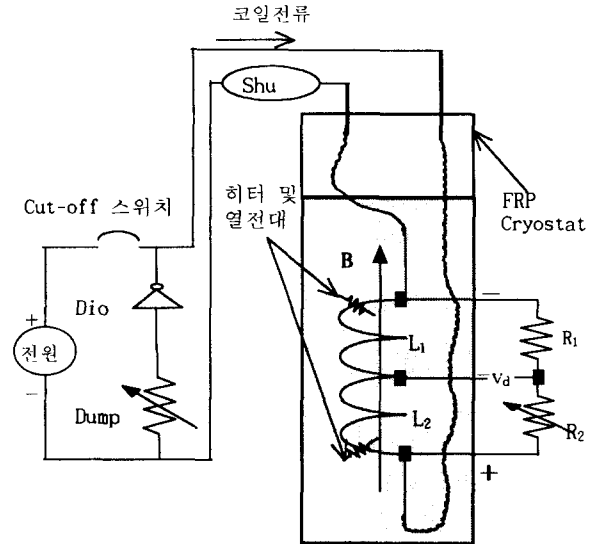 코일전류
Shu
히터 및
열전대
FRP
Cryostat
Cut-off 스위치
B
Dio
+
전원
−
Dump
L₁
L₂
−
R₁
−Vd
R₂
+